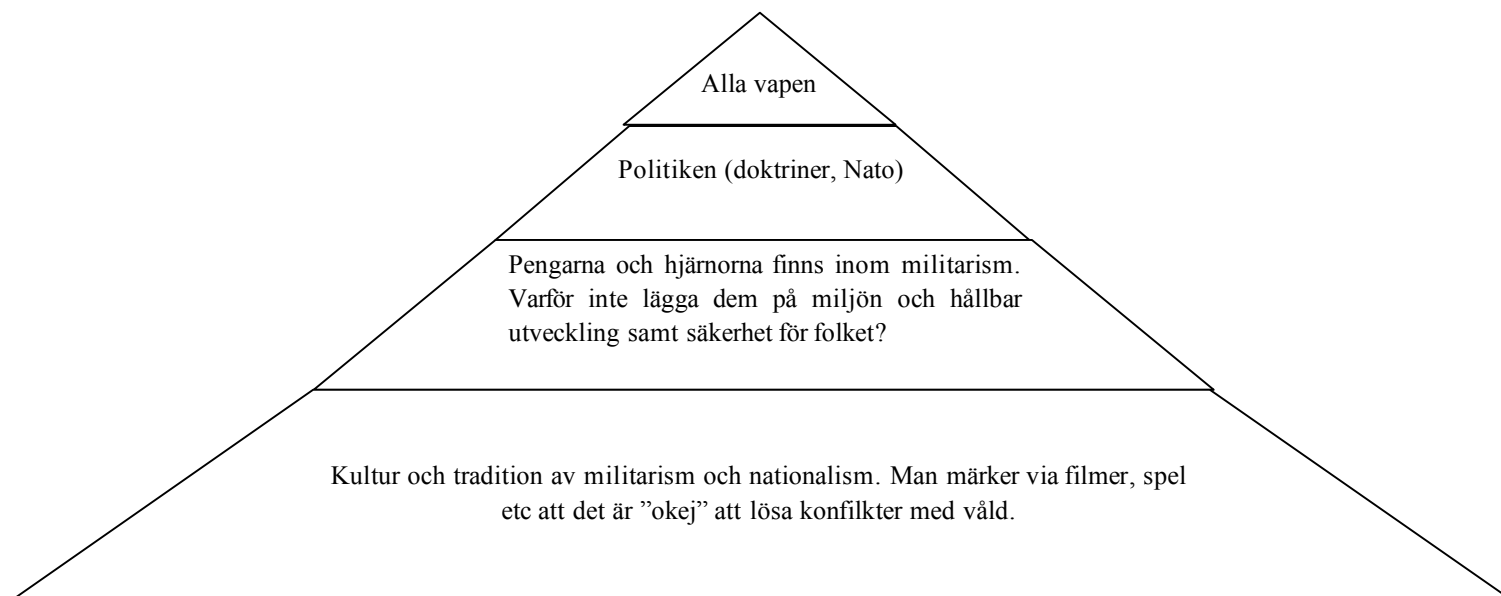 Alla vapen
Politiken (doktriner, Nato)
Pengarna och hjärnorna finns inom militarism.
Varför inte lägga dem på miljön och hållbar
utveckling samt säkerhet för folket?
Kultur och tradition av militarism och nationalism. Man märker via filmer, spel
etc att det är ”okej” att lösa konfilkter med våld.